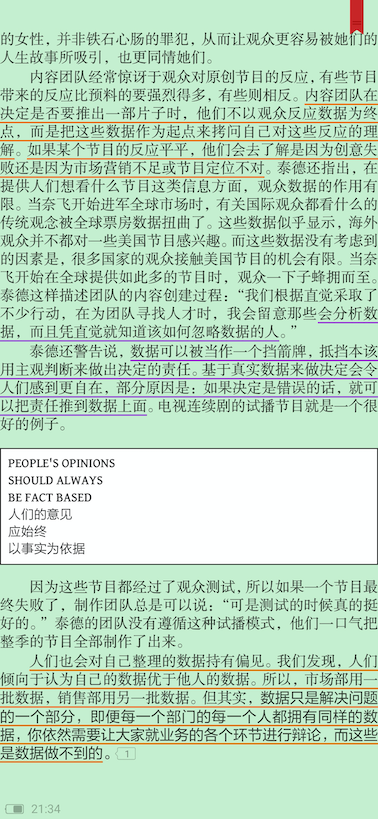 的女性，并非铁石心肠的罪犯，从而让观众更容易被她们的
人生故事所吸引，也更同情她们。
内容团队经常惊讶于观众对原创节目的反应，有些节目
带来的反应比预料的要强烈得多，有些则相反。内容团队在
决定是否要推出一部片子时，他们不以观众反应数据为终
点，而是把这些数据作为起点来拷问自己对这些反应的理
解。如果某个节目的反应平平，他们会去了解是因为创意失
败还是因为市场营销不足或节目定位不对。泰德还指出，在
提供人们想看什么节目这类信息方面，观众数据的作用有
限。当奈飞开始进军全球市场时，有关国际观众都看什么的
传统观念被全球票房数据扭曲了。这些数据似乎显示，海外
观众并不都对一些美国节目感兴趣。而这些数据没有考虑到
的因素是，很多国家的观众接触美国节目的机会有限。当奈
飞开始在全球提供如此多的节目时，观众一下子蜂拥而至。
泰德这样描述团队的内容创建过程：“我们根据直觉采取了
不少行动，在为团队寻找人才时，我会留意那些会分析数
据，而且凭直觉就知道该如何忽略数据的人。”
泰德还警告说，数据可以被当作一个挡箭牌，抵挡本该
用主观判断来做出决定的责任。基于真实数据来做决定会令
人们感到更自在，部分原因是：如果决定是错误的话，就可
以把责任推到数据上面。电视连续剧的试播节目就是一个很
好的例子。
PEOPLE'S OPINIONS
SHOULD ALWAYS
BE FACT BASED
人们的意见
应始终
以事实为依据
因为这些节目都经过了观众测试，所以如果一个节目最
终失败了，制作团队总是可以说：“可是测试的时候真的挺
好的。”泰德的团队没有遵循这种试播模式，他们一口气把
整季的节目全部制作了出来。
人们也会对自己整理的数据持有偏见。我们发现，人们
倾向于认为自己的数据优于他人的数据。所以，市场部用一
批数据，销售部用另一批数据。但其实，数据只是解决问题
的一个部分，即便每一个部门的每一个人都拥有同样的数
据，你依然需要让大家就业务的各个环节进行辩论，而这些
是数据做不到的。1
21:34